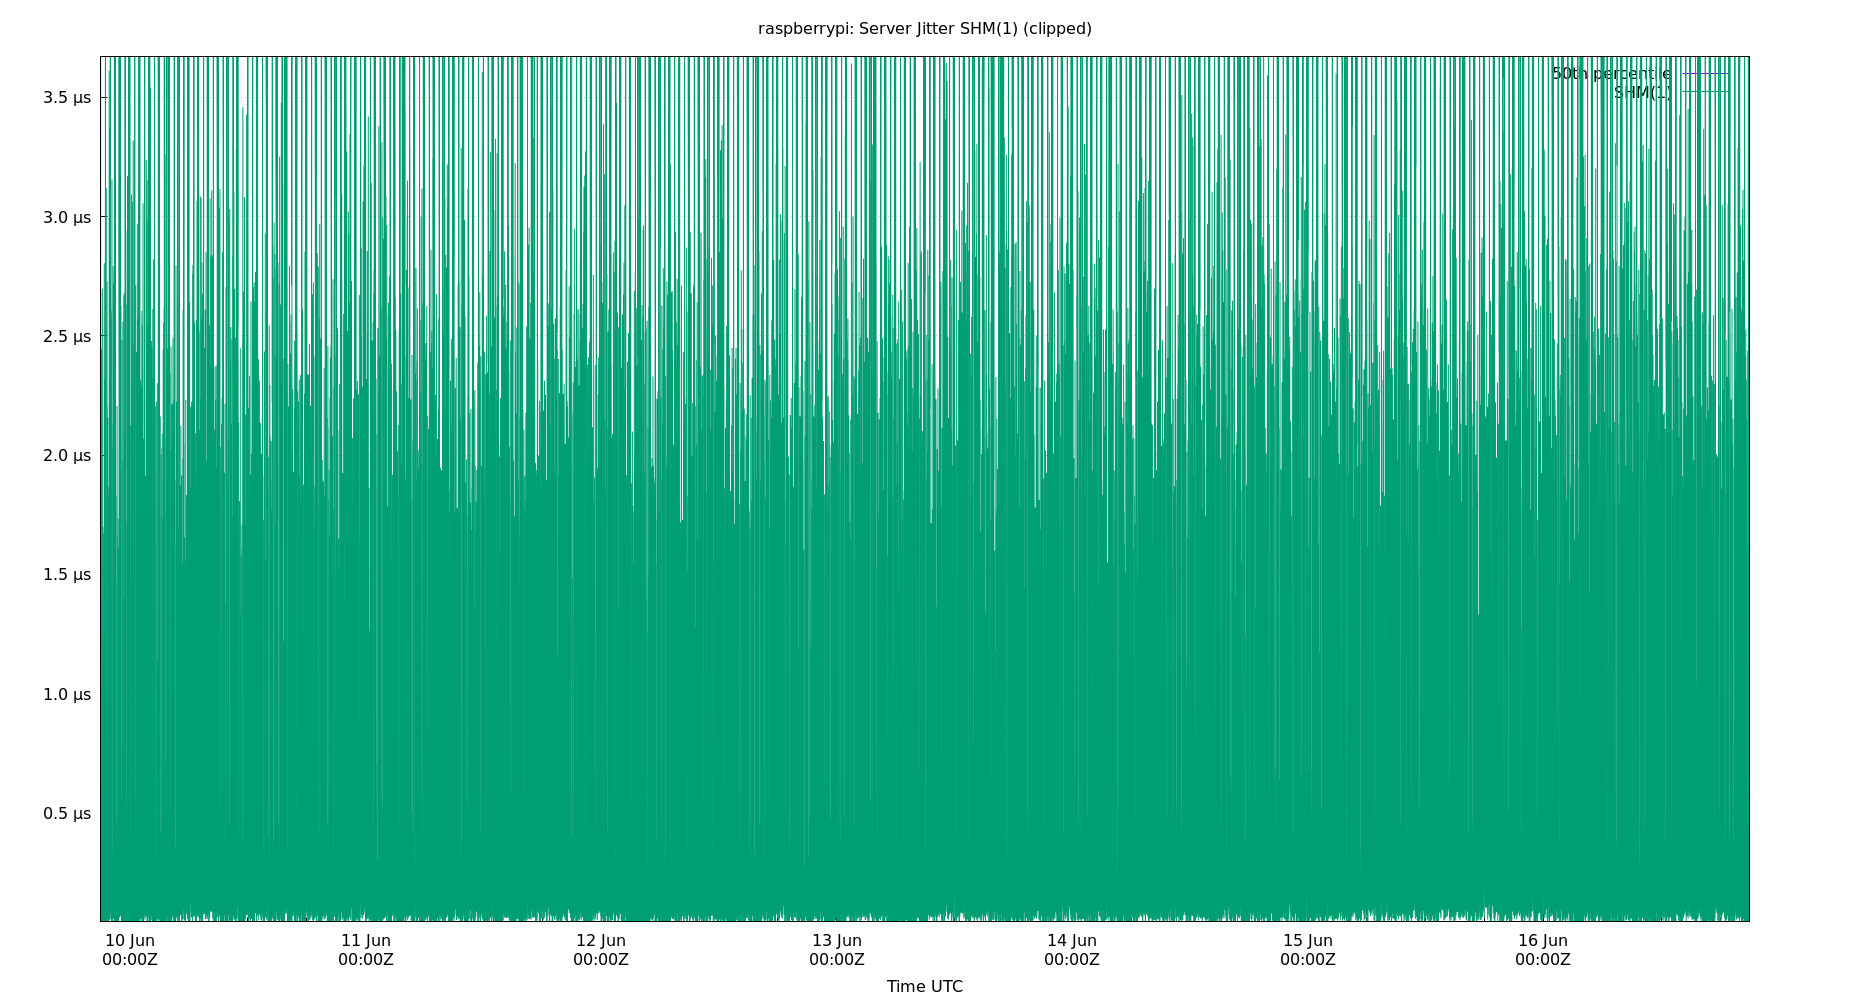 raspberrypi: Server Jitter SHM(1) (clipped)
50th percentile
SHM(1)
3.5 µs
3.0 µs
2.5 µs
2.0 µs
1.5 µs
1.0 µs
0.5 µs
10 Jun 11 Jun 12 Jun 13 Jun 14 Jun 15 Jun 16 Jun
00:00Z 00:00Z 00:00Z 00:00Z 00:00Z 00:00Z 00:00Z
Time UTC